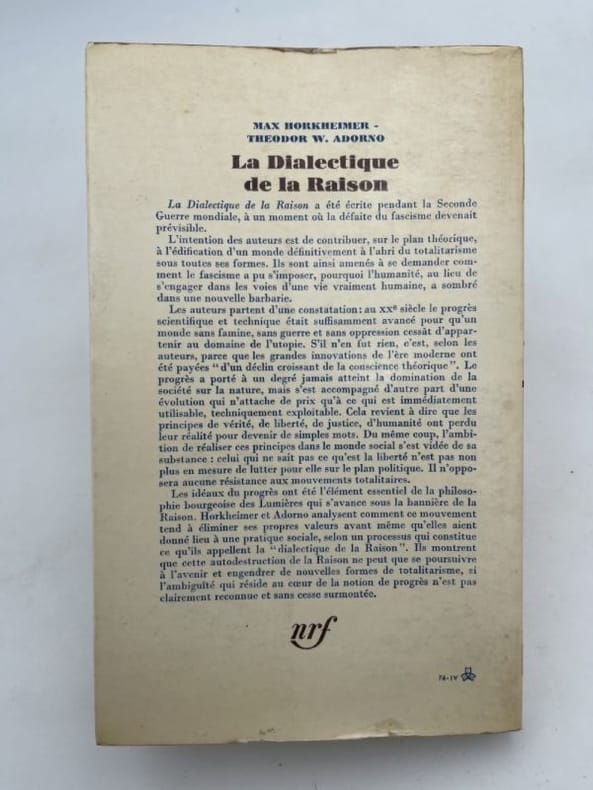 MAX HORKHEIMER -
THEODOR W. ADORNO
La Dialectique
de la Raison
La Dialectique de la Raison a été écrite pendant la Seconde
Guerre mondiale, à un moment où la défaite du fascisme devenait
prévisible.
L'intention des auteurs est de contribuer, sur le plan théorique,
à l'édification d'un monde définitivement à l'abri du totalitarisme
sous toutes ses formes. Ils sont ainsi amenés à se demander com-
ment le fascisme a pu s'imposer, pourquoi l'humanité, au lieu de
s'engager dans les voies d'une vie vraiment humaine, a sombré
dans une nouvelle barbarie.
Les auteurs partent d'une constatation : au XXe siècle le progrès
scientifique et technique était suffisamment avancé pour qu'un
monde sans famine, sans guerre et sans oppression cessât d'appar-
tenir au domaine de l'utopie. S'il n'en fut rien, c'est, selon les
auteurs, parce que les grandes innovations de l'ère moderne ont
été payées "d'un déclin croissant de la conscience théorique". Le
progrès a porté à un degré jamais atteint la domination de la
société sur la nature, mais s'est accompagné d'autre part d'une
évolution qui n'attache de prix qu'à ce qui est immédiatement
utilisable, techniquement exploitable. Cela revient à dire que les
principes de vérité, de liberté, de justice, d'humanité ont perdu
leur réalité pour devenir de simples mots. Du même coup, l'ambi-
tion de réaliser ces principes dans le monde social s'est vidée de sa
substance : celui qui ne sait pas ce qu'est la liberté n'est pas non
plus en mesure de lutter pour elle sur le plan politique. Il n'oppo-
sera aucune résistance aux mouvements totalitaires.
Les idéaux du progrès ont été l'élément essentiel de la philoso-
phie bourgeoise des Lumières qui s'avance sous la bannière de la
Raison. Horkheimer et Adorno analysent comment ce mouvement
tend à éliminer ses propres valeurs avant même qu'elles aient
donné lieu à une pratique sociale, selon un processus qui constitue
ce qu'ils appellent la "dialectique de la Raison". Ils montrent
que cette autodestruction de la Raison ne peut que se poursuivre
à l'avenir et engendrer de nouvelles formes de totalitarisme, si
l'ambiguïté qui réside au cœur de la notion de progrès n'est pas
clairement reconnue et sans cesse surmontée.
nrf
74-IV